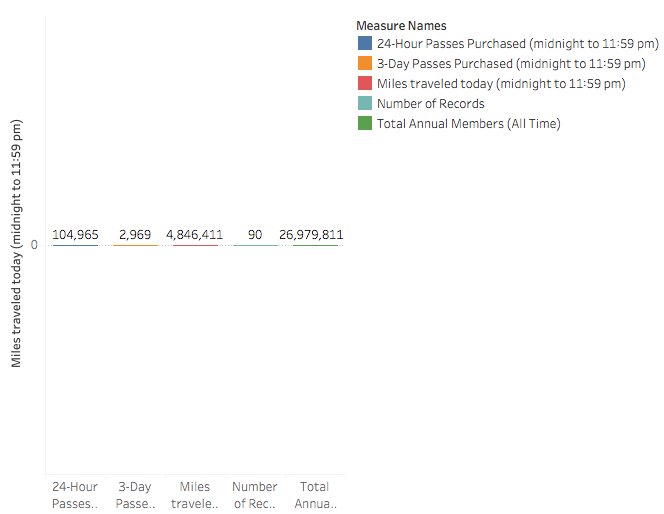 Measure Names
24-Hour Passes Purchased (midnight to 11:59 pm)
3-Day Passes Purchased (midnight to 11:59 pm)
Miles traveled today (midnight to 11:59 pm)
Number of Records
Total Annual Members (All Time)
Miles traveled today (midnight to 11:59 pm)
0
104,965 2,969 4,846,411 90 26,979,811
24-Hour 3-Day Miles Number Total
Passes.. Passe.. travele.. of Rec.. Annua..